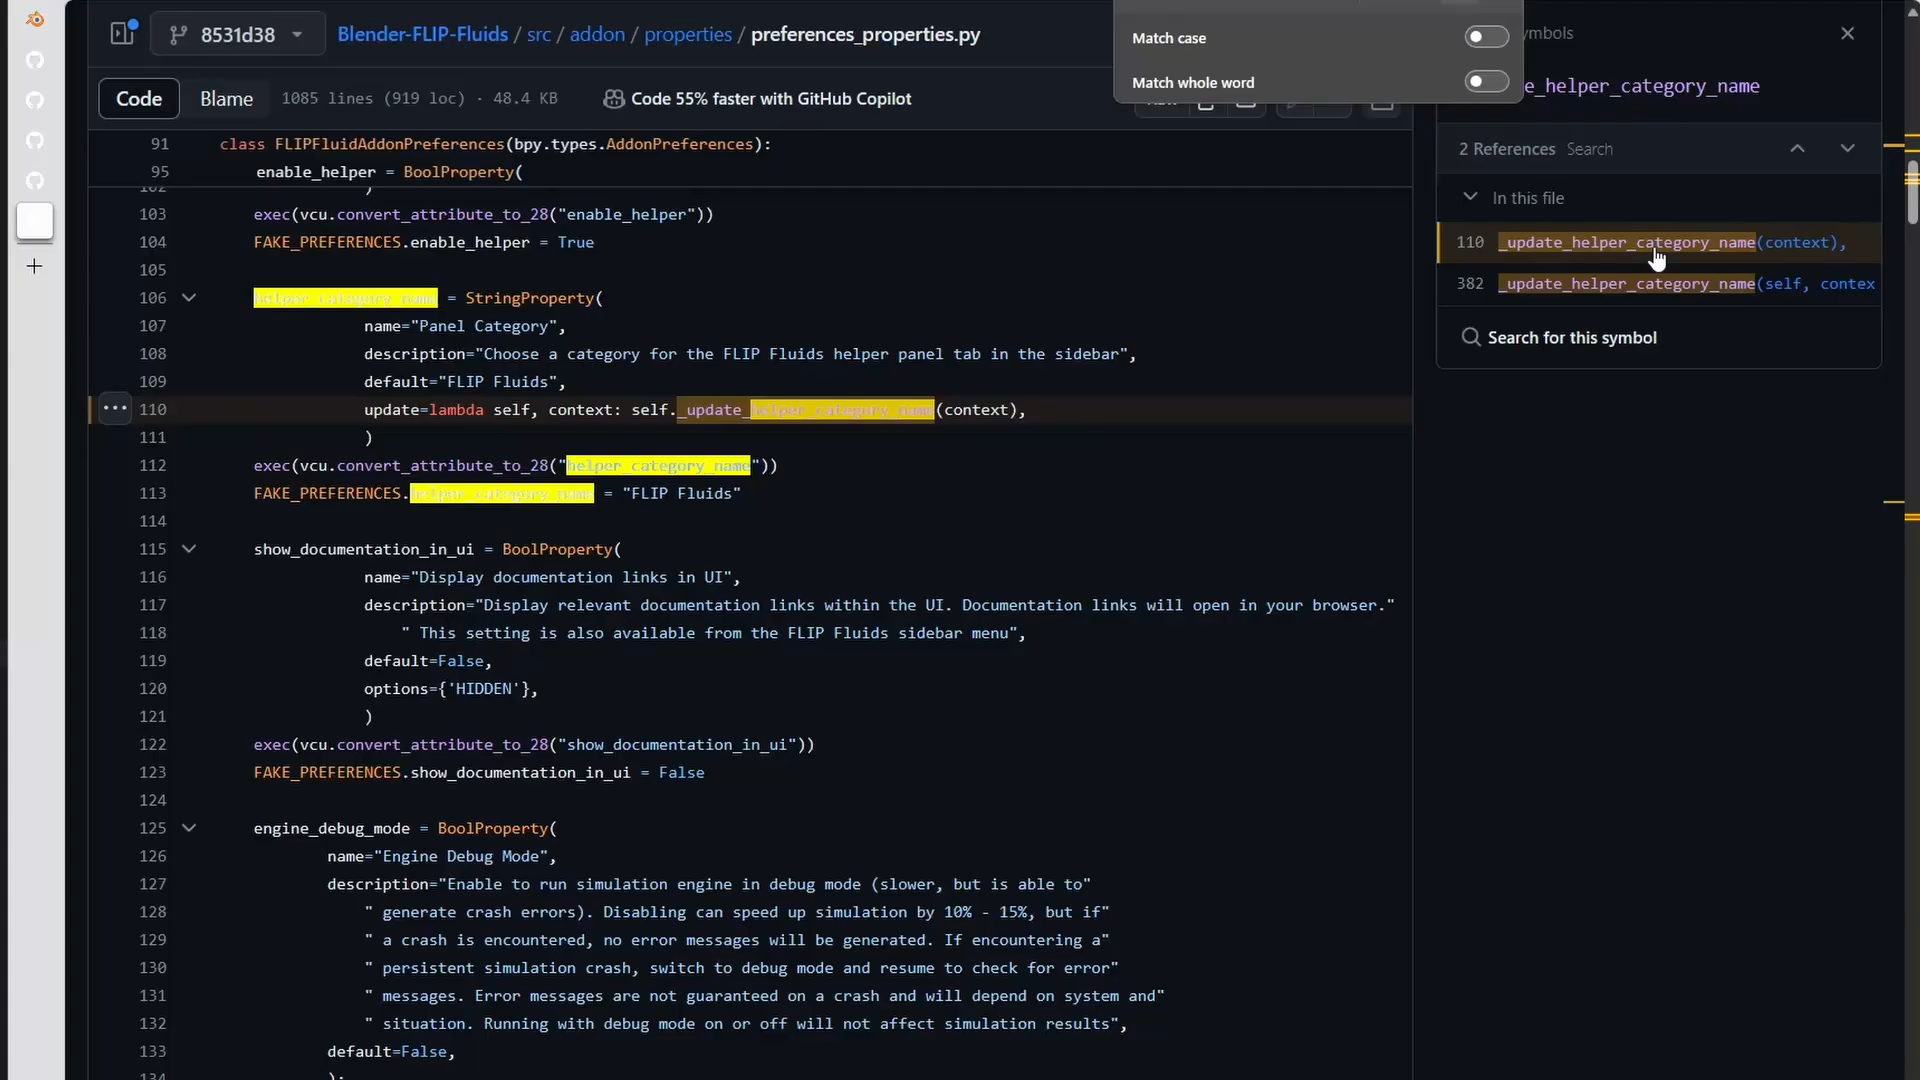 8531d38
Blender-FLIP-Fluids / src / addon / properties / preferences_properties.py
Match case
Match whole word
ymbols
Code
Blame
1085 lines (919 loc) · 48.4 KB
Code 55% faster with GitHub Copilot
e_helper_category_name
91 class FLIPFluidAddonPreferences(bpy.types.AddonPreferences):
95 enable_helper = BoolProperty(
102 )
103 exec(vcu.convert_attribute_to_28("enable_helper"))
104 FAKE_PREFERENCES.enable_helper = True
105
106 helper_category_name = StringProperty(
107 name="Panel Category",
108 description="Choose a category for the FLIP Fluids helper panel tab in the sidebar",
109 default="FLIP Fluids",
110 update=lambda self, context: self._update_helper_category_name(context),
111 )
112 exec(vcu.convert_attribute_to_28("helper_category_name"))
113 FAKE_PREFERENCES.helper_category_name = "FLIP Fluids"
114
115 show_documentation_in_ui = BoolProperty(
116 name="Display documentation links in UI",
117 description="Display relevant documentation links within the UI. Documentation links will open in your browser."
118 " This setting is also available from the FLIP Fluids sidebar menu",
119 default=False,
120 options={'HIDDEN'},
121 )
122 exec(vcu.convert_attribute_to_28("show_documentation_in_ui"))
123 FAKE_PREFERENCES.show_documentation_in_ui = False
124
125 engine_debug_mode = BoolProperty(
126 name="Engine Debug Mode",
127 description="Enable to run simulation engine in debug mode (slower, but is able to"
128 " generate crash errors). Disabling can speed up simulation by 10% - 15%, but if"
129 " a crash is encountered, no error messages will be generated. If encountering a"
130 " persistent simulation crash, switch to debug mode and resume to check for error"
131 " messages. Error messages are not guaranteed on a crash and will depend on system and"
132 " situation. Running with debug mode on or off will not affect simulation results",
133 default=False,
134 );
2 References Search
In this file
110 _update_helper_category_name(context),
382 _update_helper_category_name(self, contex
Search for this symbol